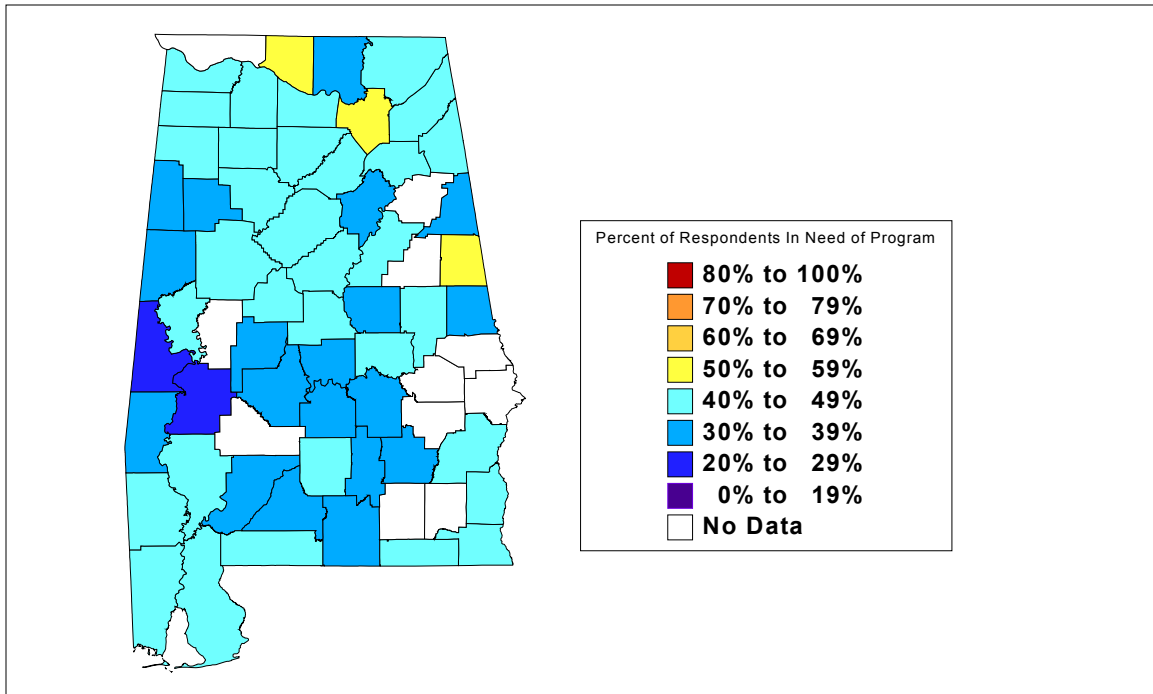 Percent of Respondents In Need of Program
80% to 100%
70% to 79%
60% to 69%
50% to 59%
40% to 49%
30% to 39%
20% to 29%
0% to 19%
No Data